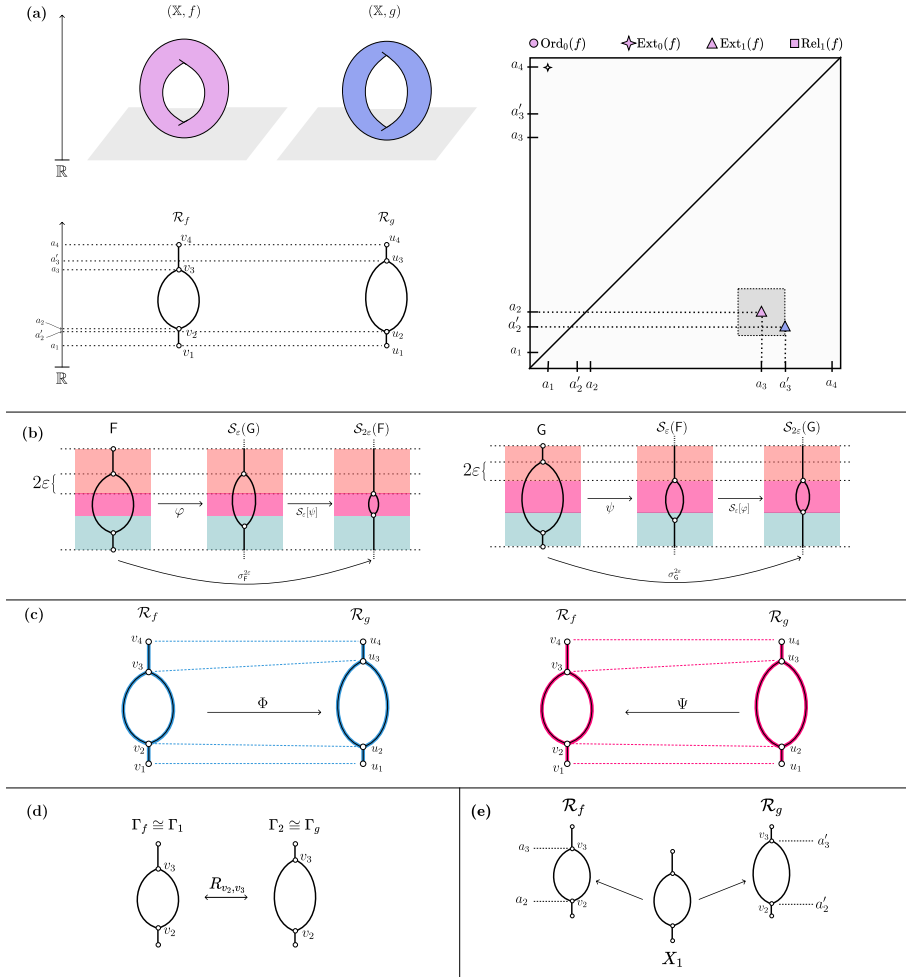 (a)
(𝕏, f)
(𝕏, g)
ℝ
Ord₀(f) Ext₀(f) Ext₁(f) Rel₁(f)
a₄
a′₃
a₃
a₂
a′₂
a₁
a₁ a′₂ a₂ a₃ a′₃ a₄
ℛ_f
ℛ_g
a₄
a′₃
a₃
a₂
a′₂
a₁
ℝ
v₄
v₃
v₂
v₁
u₄
u₃
u₂
u₁
(b)
F
𝒮_ε(G)
𝒮_{2ε}(F)
2ε
φ
𝒮_ε[ψ]
σ_F^{2ε}
G
𝒮_ε(F)
𝒮_{2ε}(G)
2ε
ψ
𝒮_ε[φ]
σ_G^{2ε}
(c)
ℛ_f
ℛ_g
v₄
v₃
v₂
v₁
Φ
u₄
u₃
u₂
u₁
ℛ_f
ℛ_g
v₄
v₃
v₂
v₁
Ψ
u₄
u₃
u₂
u₁
(d)
Γ_f ≅ Γ₁
Γ₂ ≅ Γ_g
v₃
v₂
R_{v₂,v₃}
v₃
v₂
(e)
ℛ_f
ℛ_g
a₃
v₃
a₂
v₂
X₁
v₃
a′₃
v₂
a′₂